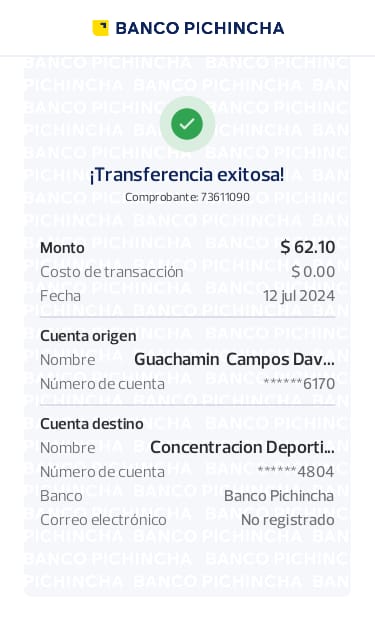 BANCO PICHINCHA
¡Transferencia exitosa!
Comprobante: 73611090
Monto $ 62.10
Costo de transacción $ 0.00
Fecha 12 jul 2024
Cuenta origen
Nombre Guachamin Campos Dav...
Número de cuenta ******6170
Cuenta destino
Nombre Concentracion Deporti...
Número de cuenta ******4804
Banco Banco Pichincha
Correo electrónico No registrado